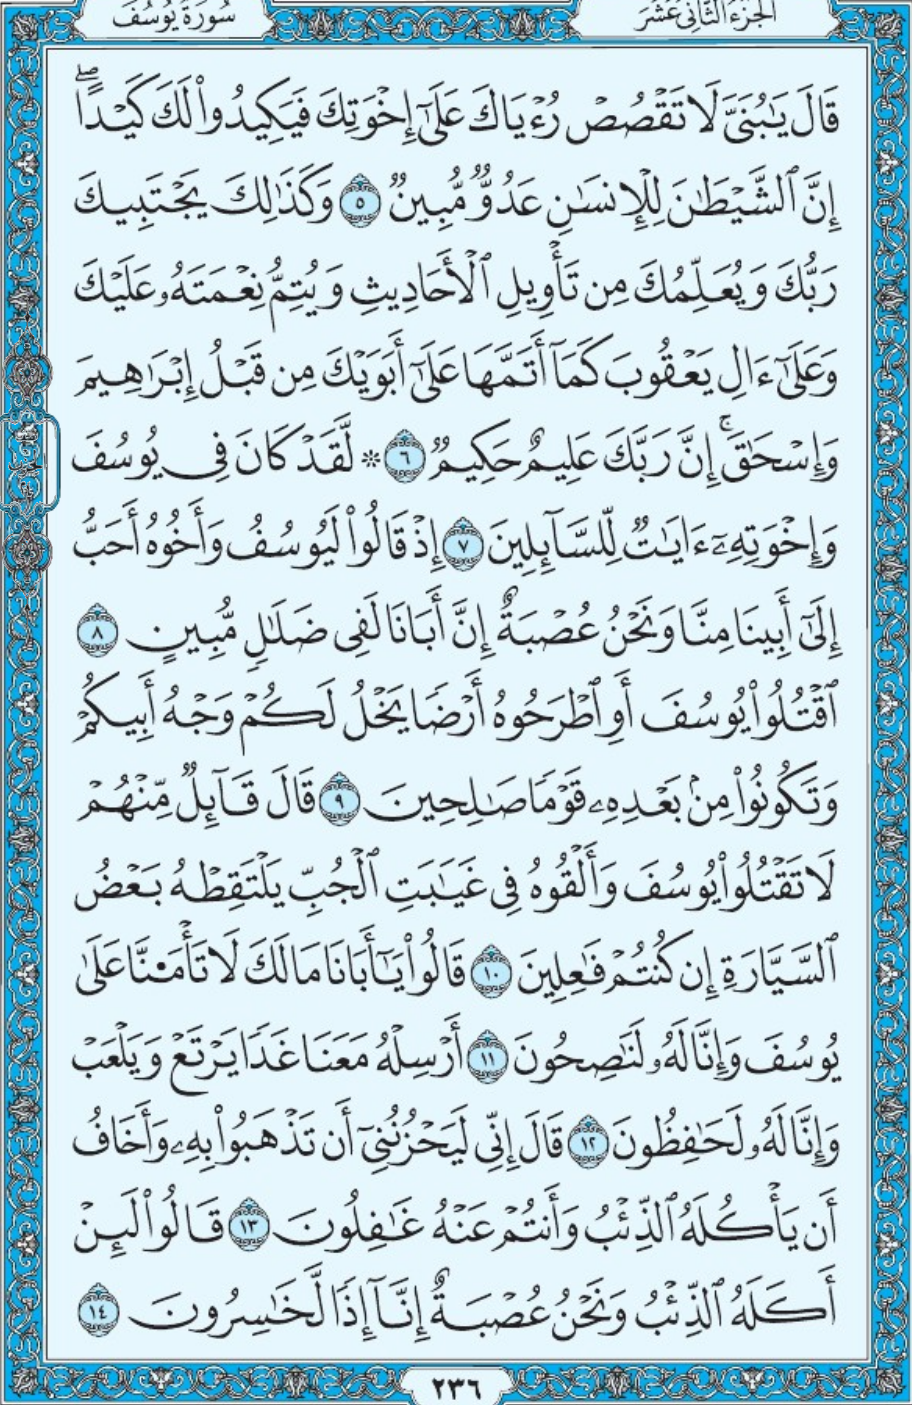 الجزء الثاني عشر
سورة يوسف
قَالَ يَٰبُنَيَّ لَا تَقۡصُصۡ رُءۡيَاكَ عَلَىٰٓ إِخۡوَتِكَ فَيَكِيدُواْ لَكَ كَيۡدًاۖ
إِنَّ ٱلشَّيۡطَٰنَ لِلۡإِنسَٰنِ عَدُوّٞ مُّبِينٞ ٥ وَكَذَٰلِكَ يَجۡتَبِيكَ
رَبُّكَ وَيُعَلِّمُكَ مِن تَأۡوِيلِ ٱلۡأَحَادِيثِ وَيُتِمُّ نِعۡمَتَهُۥ عَلَيۡكَ
وَعَلَىٰٓ ءَالِ يَعۡقُوبَ كَمَآ أَتَمَّهَا عَلَىٰٓ أَبَوَيۡكَ مِن قَبۡلُ إِبۡرَٰهِيمَ
وَإِسۡحَٰقَۚ إِنَّ رَبَّكَ عَلِيمٌ حَكِيمٞ ٦ * لَّقَدۡ كَانَ فِي يُوسُفَ
وَإِخۡوَتِهِۦٓ ءَايَٰتٞ لِّلسَّآئِلِينَ ٧ إِذۡ قَالُواْ لَيُوسُفُ وَأَخُوهُ أَحَبُّ
إِلَىٰٓ أَبِينَا مِنَّا وَنَحۡنُ عُصۡبَةٌ إِنَّ أَبَانَا لَفِي ضَلَٰلٖ مُّبِينٍ ٨
ٱقۡتُلُواْ يُوسُفَ أَوِ ٱطۡرَحُوهُ أَرۡضٗا يَخۡلُ لَكُمۡ وَجۡهُ أَبِيكُمۡ
وَتَكُونُواْ مِنۢ بَعۡدِهِۦ قَوۡمٗا صَٰلِحِينَ ٩ قَالَ قَآئِلٞ مِّنۡهُمۡ
لَا تَقۡتُلُواْ يُوسُفَ وَأَلۡقُوهُ فِي غَيَٰبَتِ ٱلۡجُبِّ يَلۡتَقِطۡهُ بَعۡضُ
ٱلسَّيَّارَةِ إِن كُنتُمۡ فَٰعِلِينَ ١٠ قَالُواْ يَٰٓأَبَانَا مَا لَكَ لَا تَأۡمَ۬نَّا عَلَىٰ
يُوسُفَ وَإِنَّا لَهُۥ لَنَٰصِحُونَ ١١ أَرۡسِلۡهُ مَعَنَا غَدٗا يَرۡتَعۡ وَيَلۡعَبۡ
وَإِنَّا لَهُۥ لَحَٰفِظُونَ ١٢ قَالَ إِنِّي لَيَحۡزُنُنِيٓ أَن تَذۡهَبُواْ بِهِۦ وَأَخَافُ
أَن يَأۡكُلَهُ ٱلذِّئۡبُ وَأَنتُمۡ عَنۡهُ غَٰفِلُونَ ١٣ قَالُواْ لَئِنۡ
أَكَلَهُ ٱلذِّئۡبُ وَنَحۡنُ عُصۡبَةٌ إِنَّآ إِذٗا لَّخَٰسِرُونَ ١٤
٢٣٦